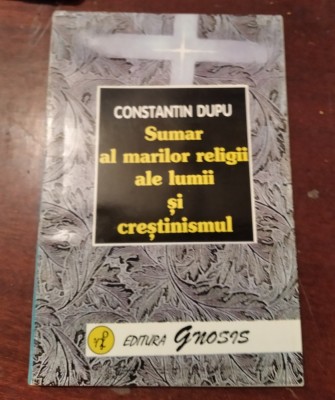 CONSTANTIN DUPU
Sumar
al marilor religii
ale lumii
și
creștinismul
EDITURA GNOSIS